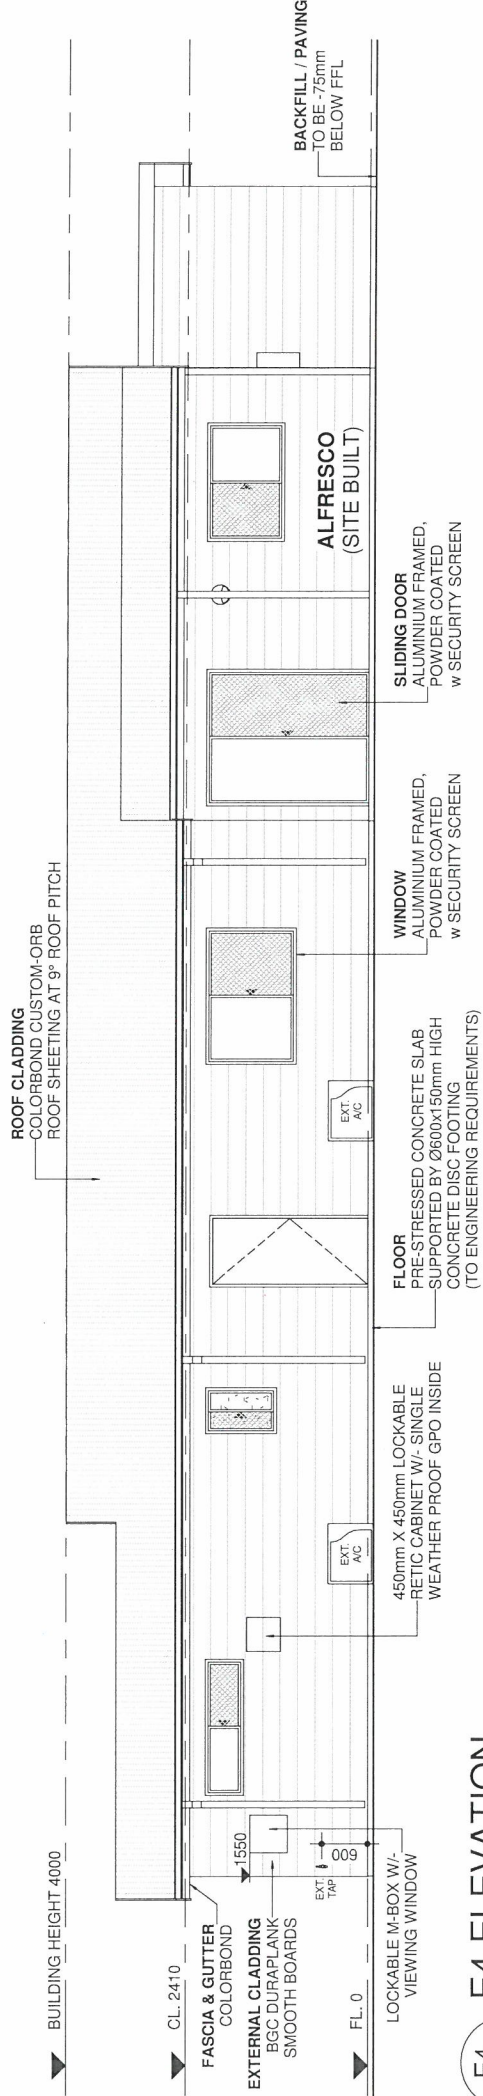 BUILDING HEIGHT 4000
CL. 2410
FASCIA & GUTTER
COLORBOND
EXTERNAL CLADDING
BGC DURAPLANK
SMOOTH BOARDS
FL. 0
1550
EXT.
TAP
600
LOCKABLE M-BOX W/-
VIEWING WINDOW
450mm X 450mm LOCKABLE
RETIC CABINET W/- SINGLE
WEATHER PROOF GPO INSIDE
EXT.
A/C
ROOF CLADDING
COLORBOND CUSTOM-ORB
ROOF SHEETING AT 9° ROOF PITCH
FLOOR
PRE-STRESSED CONCRETE SLAB
SUPPORTED BY Ø600x150mm HIGH
CONCRETE DISC FOOTING
(TO ENGINEERING REQUIREMENTS)
EXT.
A/C
WINDOW
ALUMINIUM FRAMED,
POWDER COATED
w SECURITY SCREEN
SLIDING DOOR
ALUMINIUM FRAMED,
POWDER COATED
w SECURITY SCREEN
ALFRESCO
(SITE BUILT)
BACKFILL / PAVING
TO BE -75mm
BELOW FFL
E4 ELEVATION